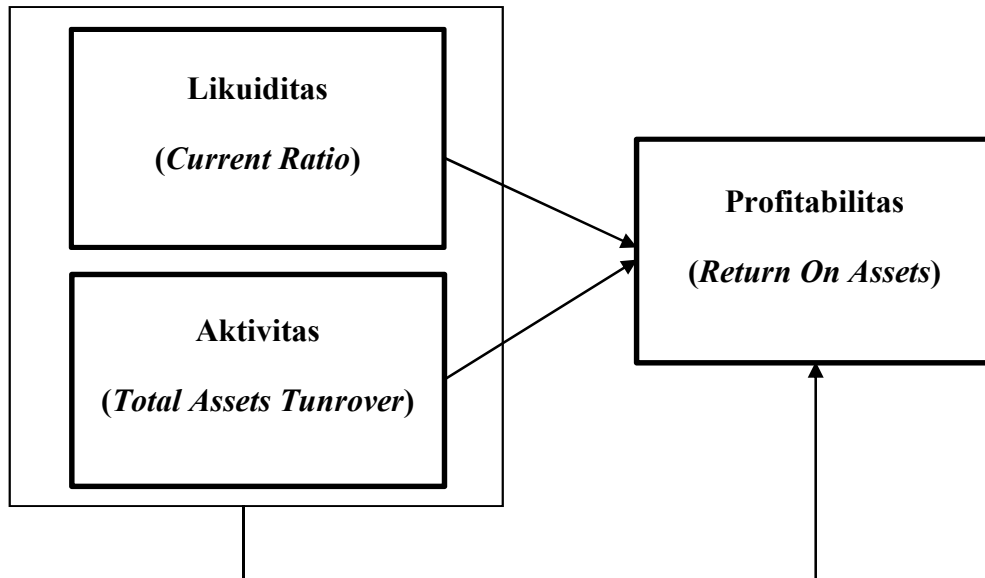 Likuiditas
(Current Ratio)
Aktivitas
(Total Assets Tunrover)
Profitabilitas
(Return On Assets)